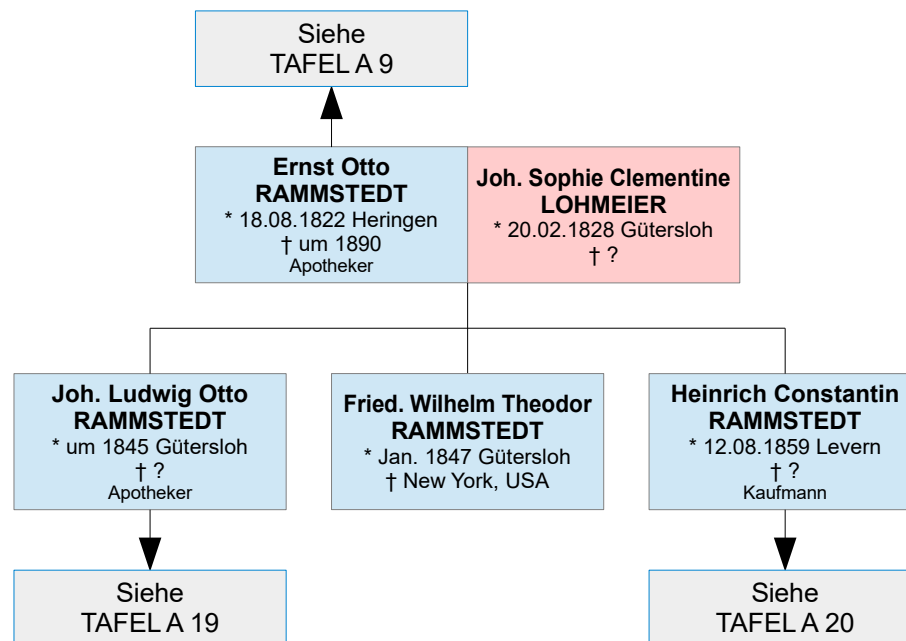 Siehe
TAFEL A 9
Ernst Otto
RAMMSTEDT
* 18.08.1822 Heringen
† um 1890
Apotheker
Joh. Sophie Clementine
LOHMEIER
* 20.02.1828 Gütersloh
† ?
Joh. Ludwig Otto
RAMMSTEDT
* um 1845 Gütersloh
† ?
Apotheker
Fried. Wilhelm Theodor
RAMMSTEDT
* Jan. 1847 Gütersloh
† New York, USA
Heinrich Constantin
RAMMSTEDT
* 12.08.1859 Levern
† ?
Kaufmann
Siehe
TAFEL A 19
Siehe
TAFEL A 20